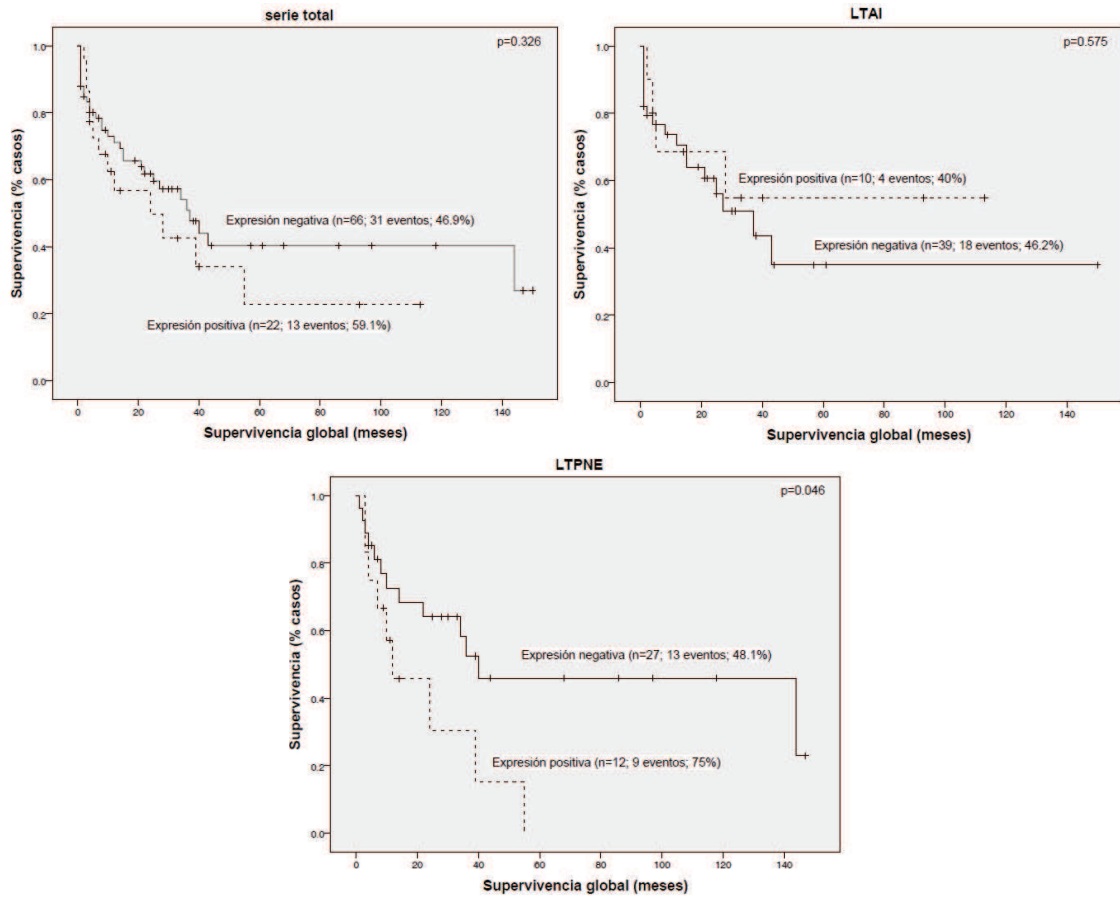 serie total
p=0.326
Supervivencia (% casos)
1.0
0.8
0.6
0.4
0.2
0.0
Expresión negativa (n=66; 31 eventos; 46.9%)
Expresión positiva (n=22; 13 eventos; 59.1%)
0 20 40 60 80 100 120 140
Supervivencia global (meses)
LTAI
p=0.575
Supervivencia (% casos)
1.0
0.8
0.6
0.4
0.2
0.0
Expresión positiva (n=10; 4 eventos; 40%)
Expresión negativa (n=39; 18 eventos; 46.2%)
0 20 40 60 80 100 120 140
Supervivencia global (meses)
LTPNE
p=0.046
Supervivencia (% casos)
1.0
0.8
0.6
0.4
0.2
0.0
Expresión negativa (n=27; 13 eventos; 48.1%)
Expresión positiva (n=12; 9 eventos; 75%)
0 20 40 60 80 100 120 140
Supervivencia global (meses)